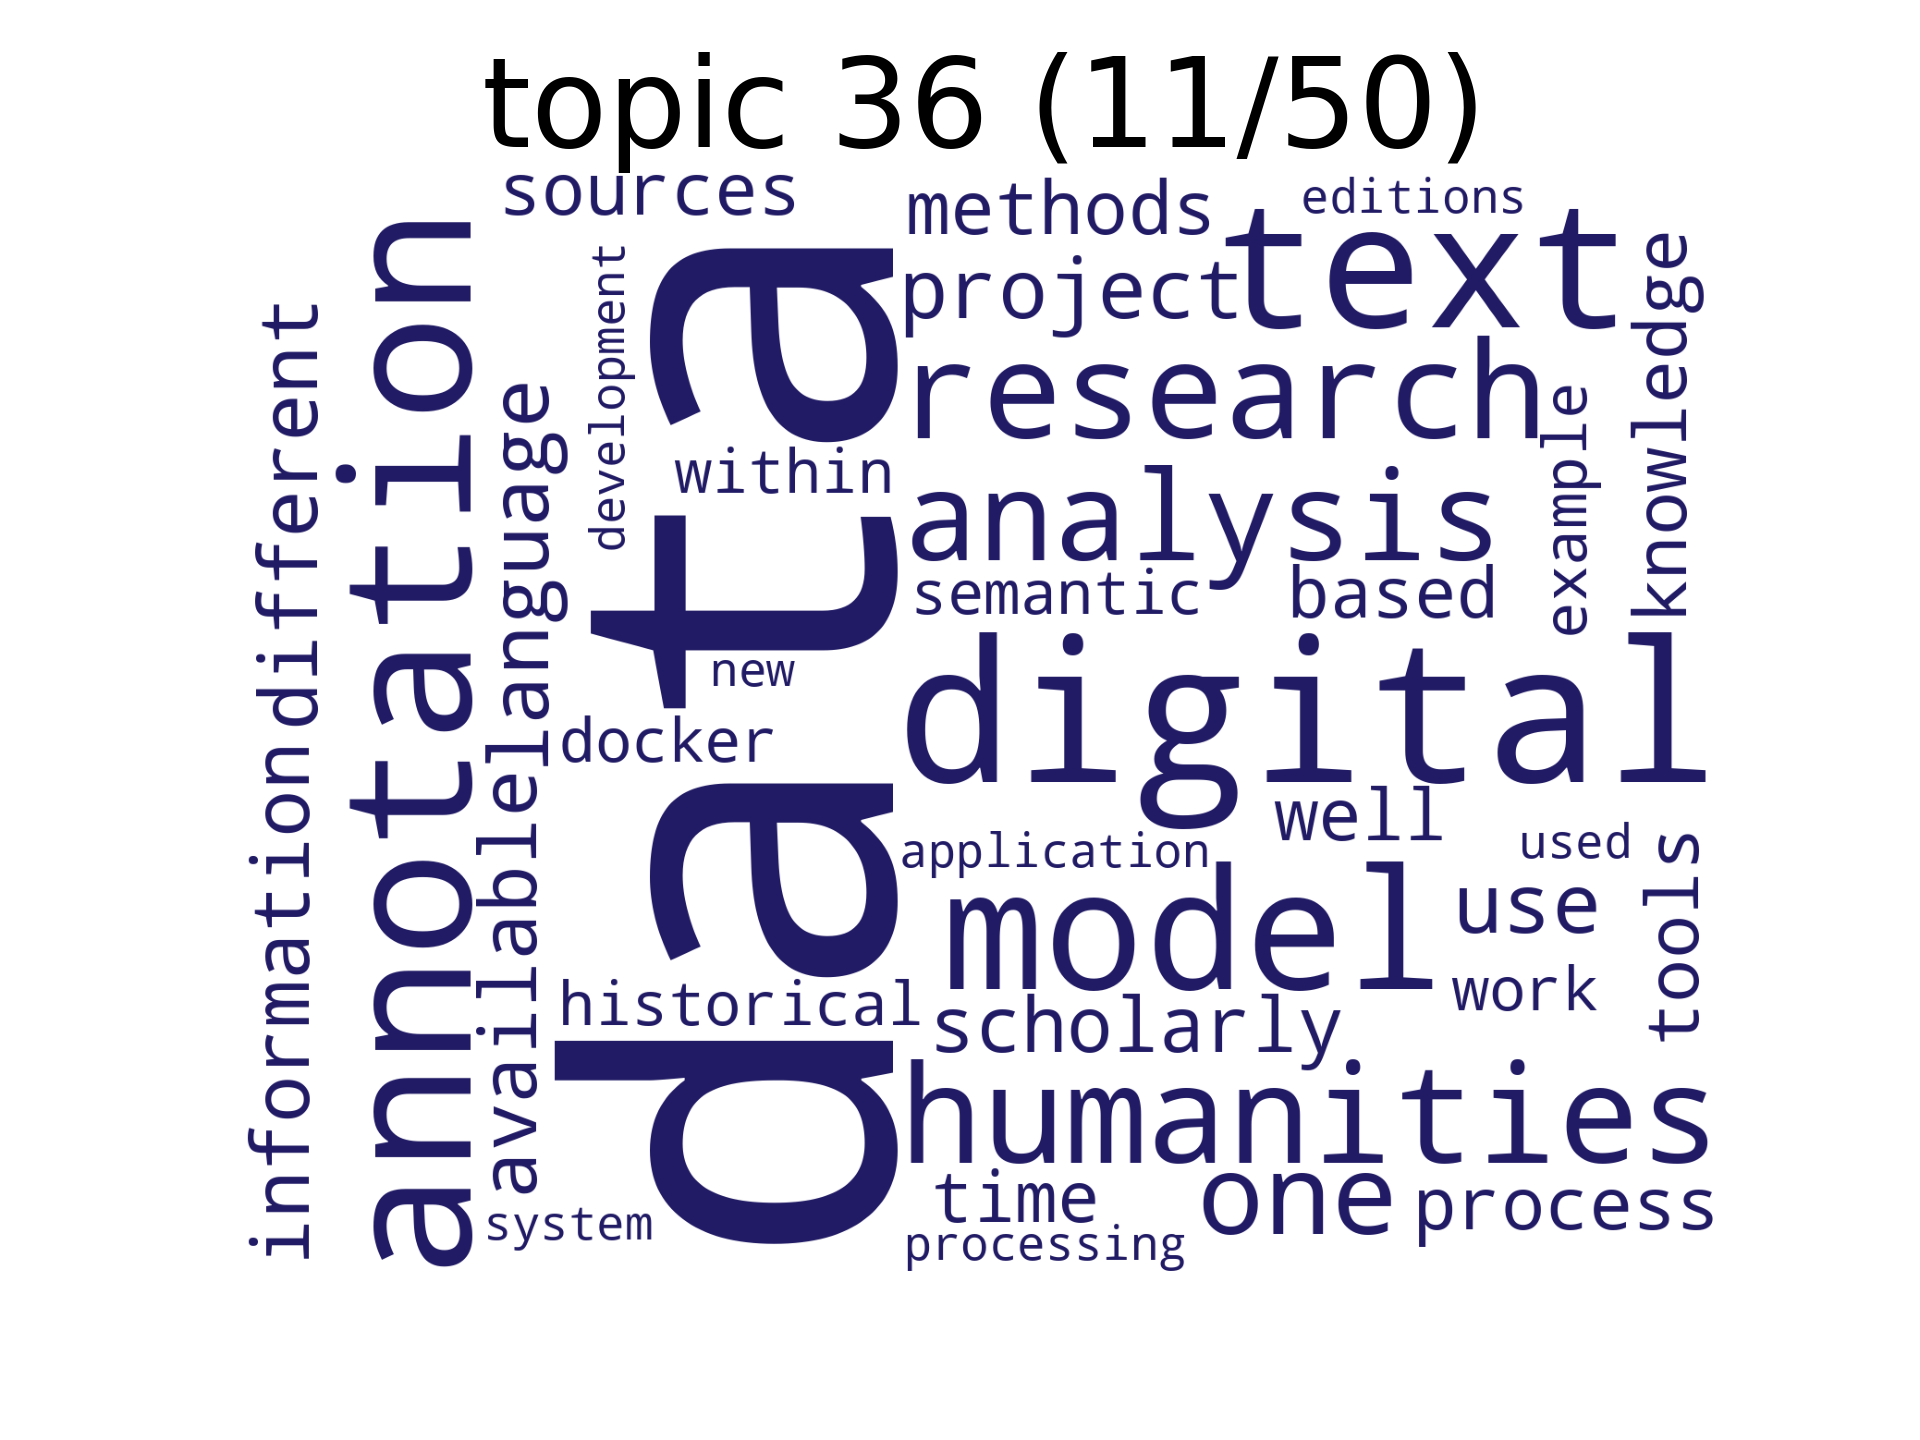 topic 36 (11/50)
sources
methods
editions
text
project
knowledge
development
different
annotation
research
language
example
within
analysis
data
semantic
based
new
digital
docker
information
available
well
application
used
tools
model
use
work
historical
scholarly
humanities
time
one
process
system
processing